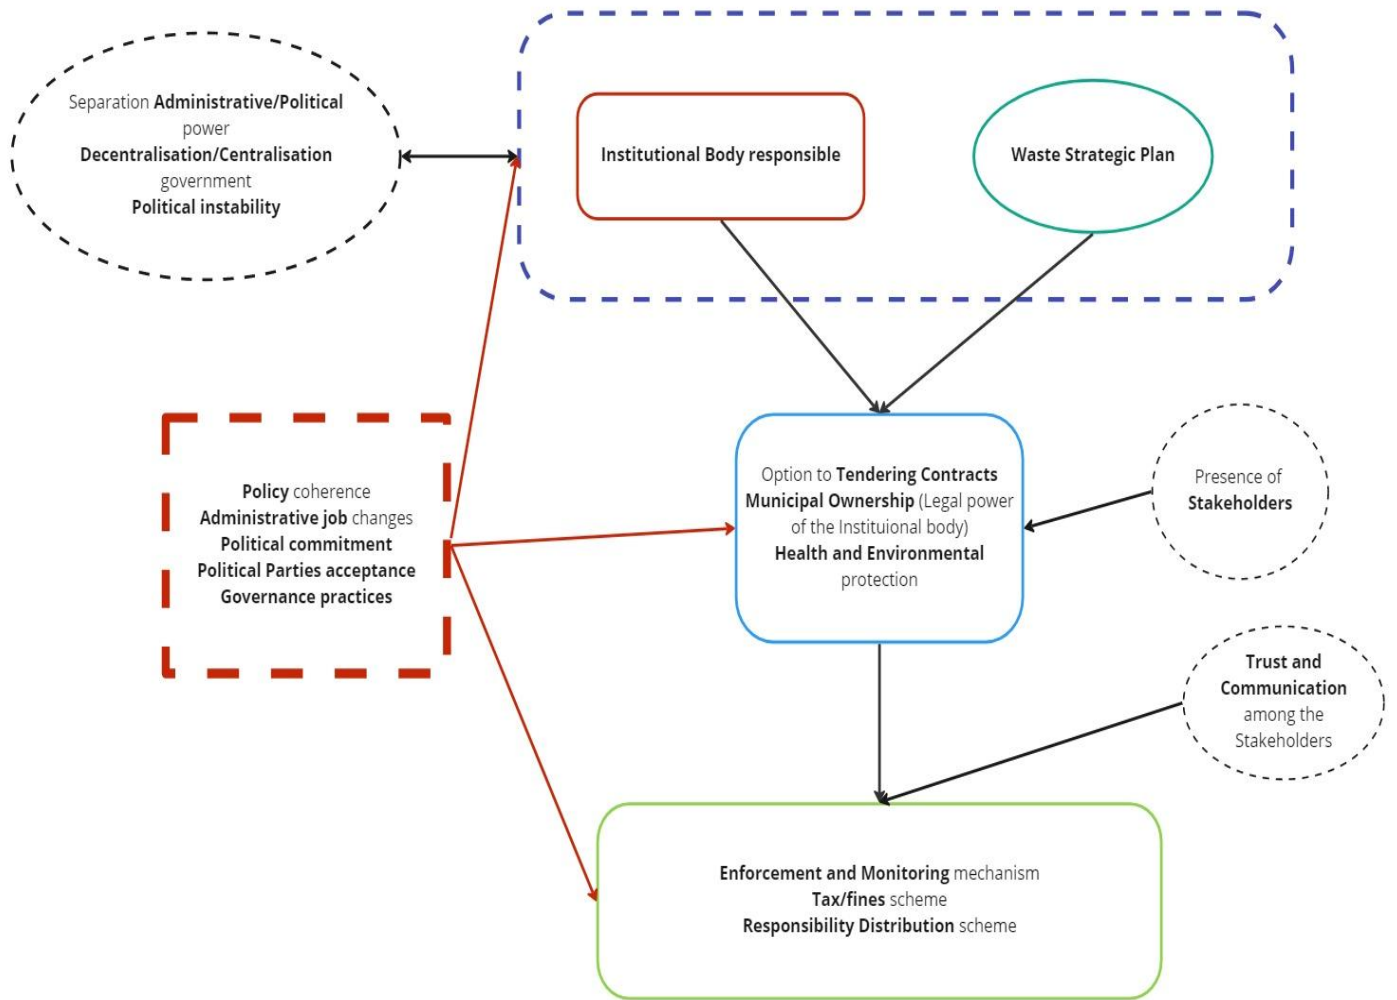 Separation Administrative/Political
power
Decentralisation/Centralisation
government
Political instability
Institutional Body responsible
Waste Strategic Plan
Policy coherence
Administrative job changes
Political commitment
Political Parties acceptance
Governance practices
Option to Tendering Contracts
Municipal Ownership (Legal power
of the Instituional body)
Health and Environmental
protection
Presence of
Stakeholders
Trust and
Communication
among the
Stakeholders
Enforcement and Monitoring mechanism
Tax/fines scheme
Responsibility Distribution scheme